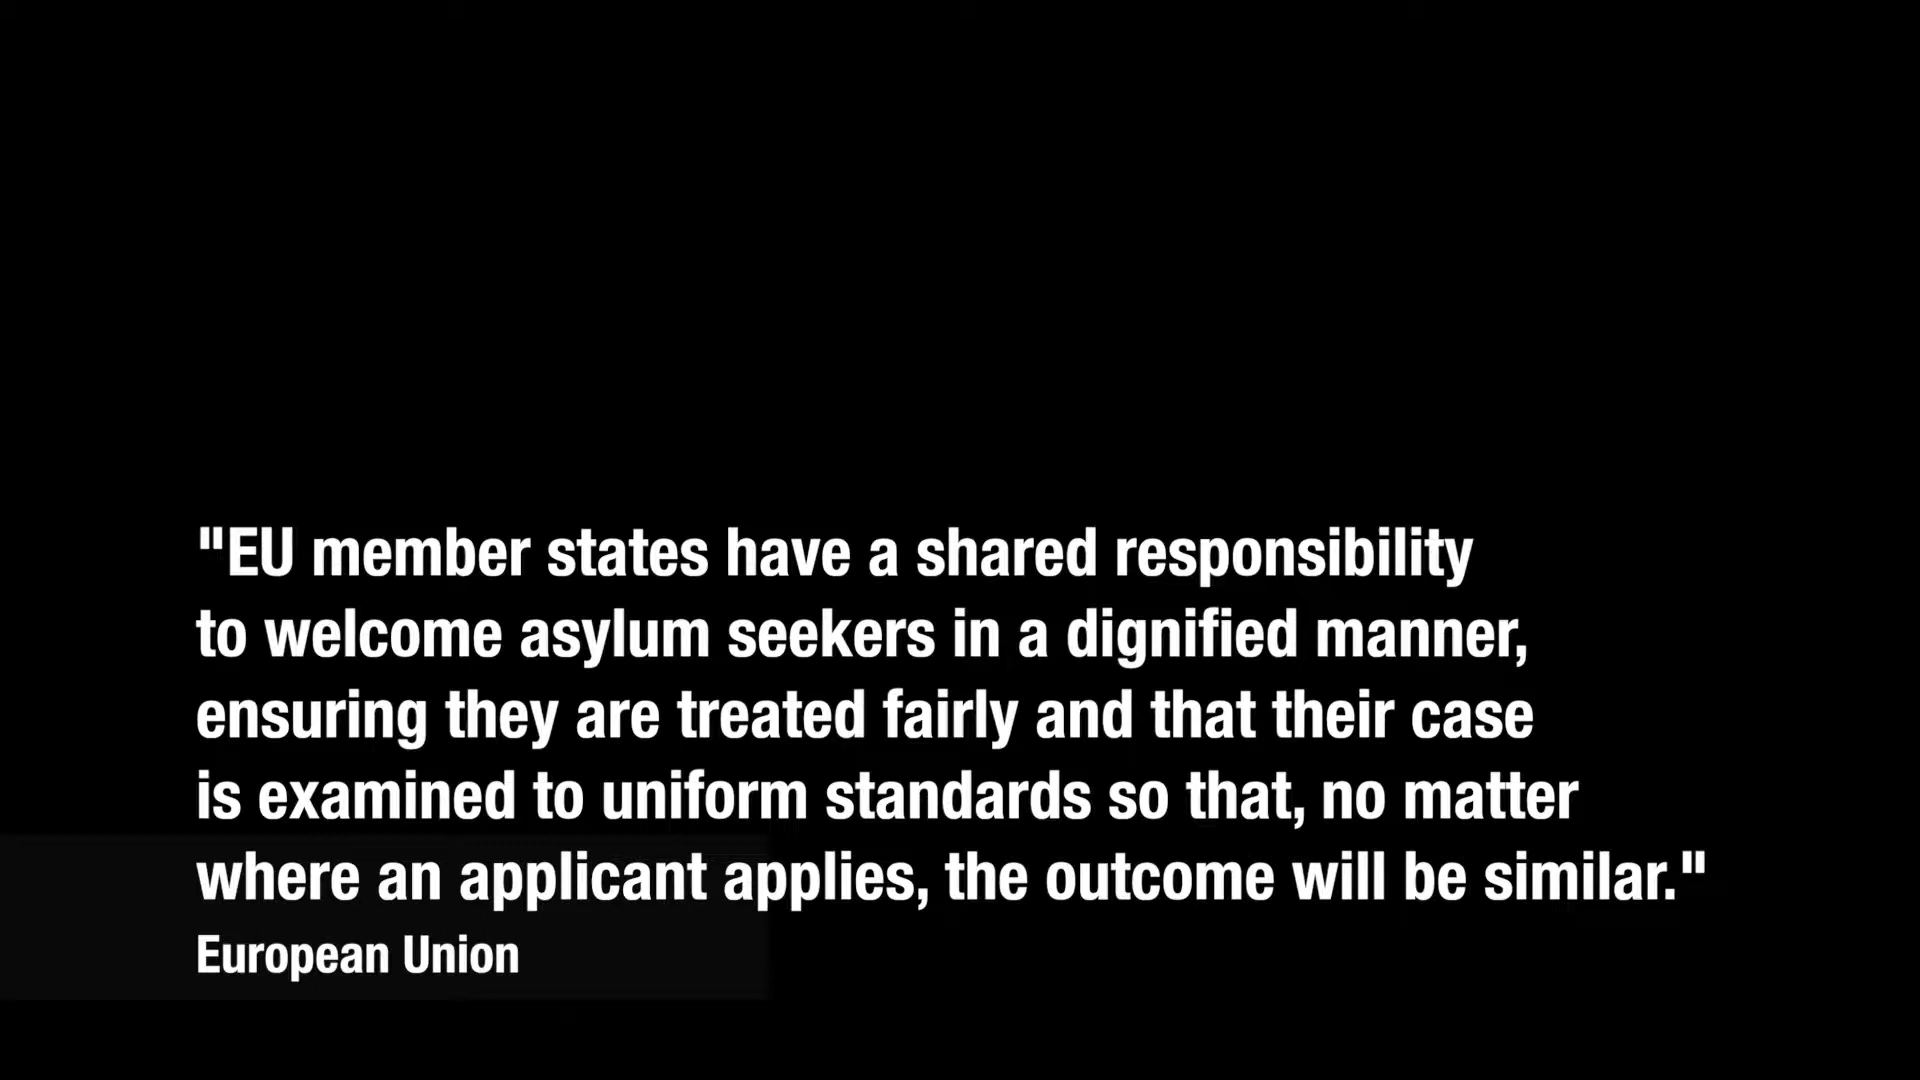 "EU member states have a shared responsibility
to welcome asylum seekers in a dignified manner,
ensuring they are treated fairly and that their case
is examined to uniform standards so that, no matter
where an applicant applies, the outcome will be similar."
European Union